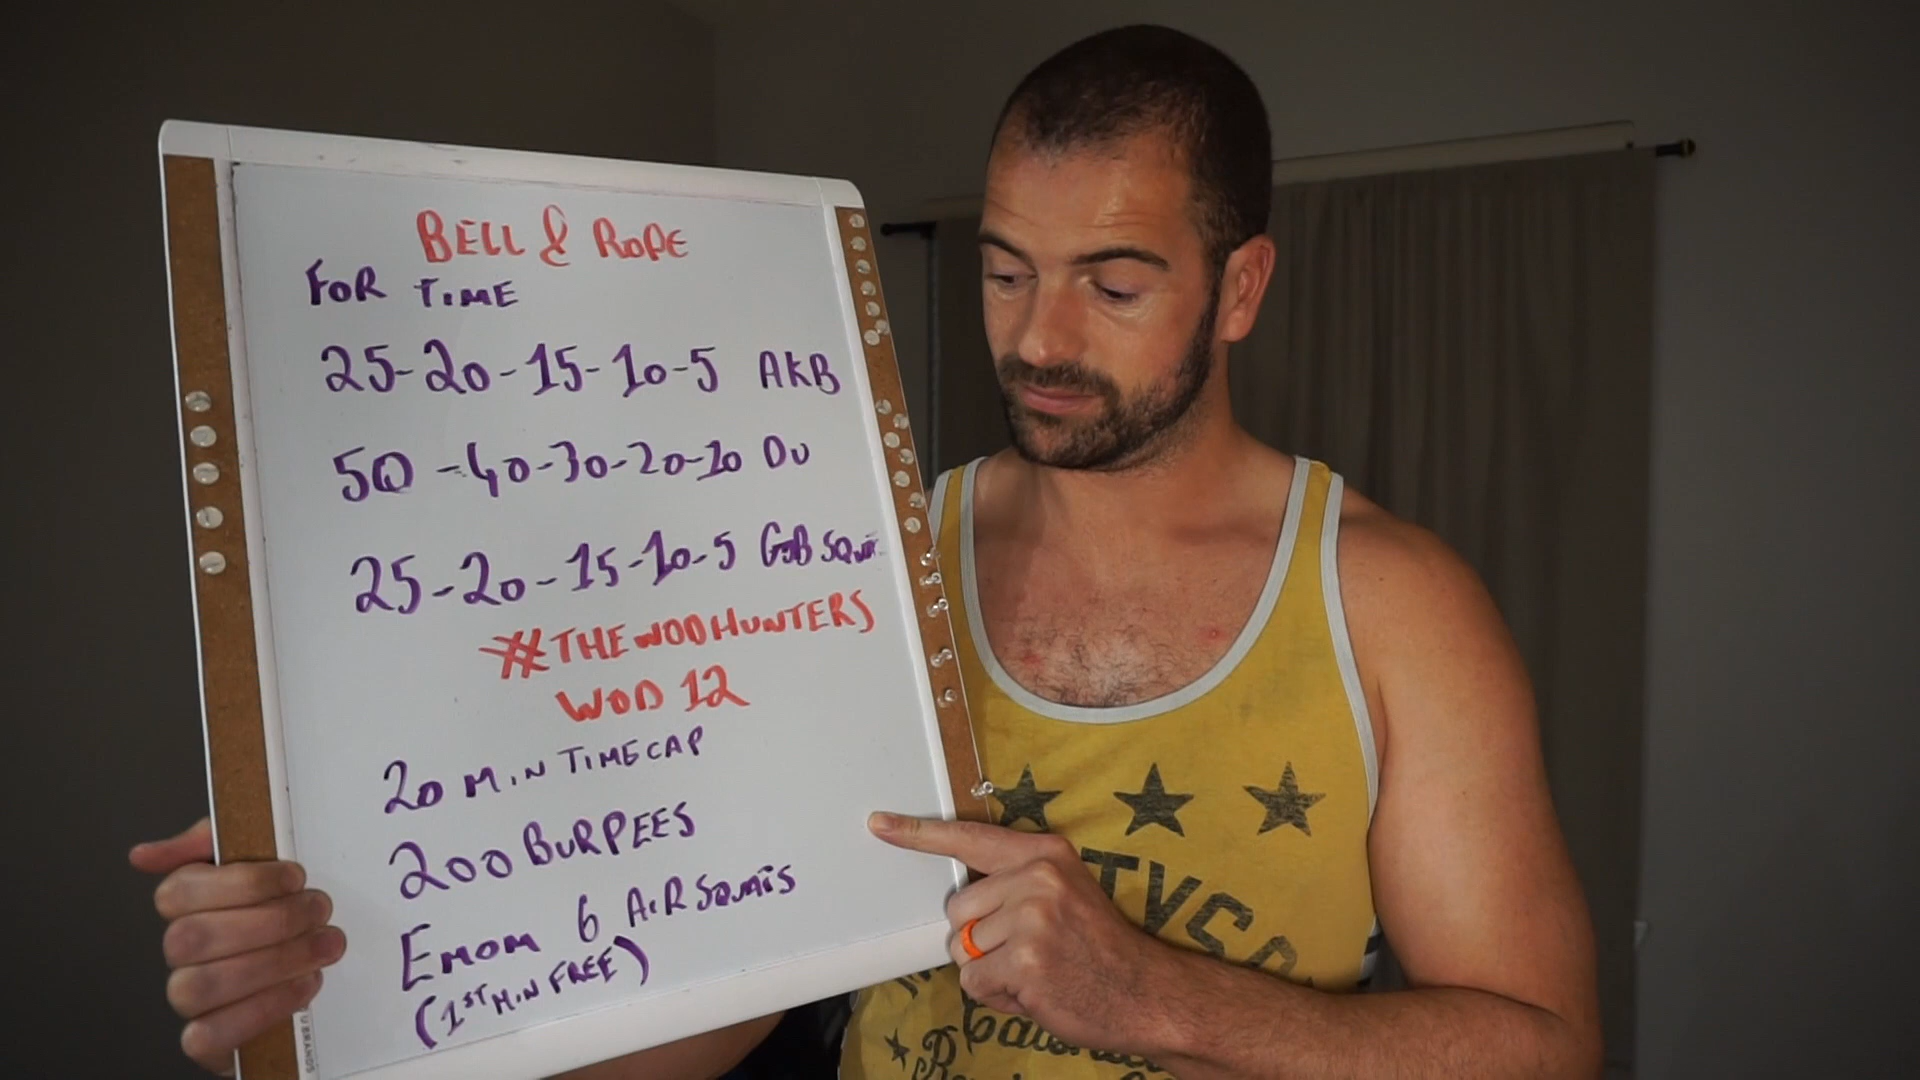 BELL & ROPE
FOR TIME
25-20-15-10-5 AKB
50-40-30-20-10 DU
25-20-15-10-5 GOB SQUAT
#THEWODHUNTERS
WOD 12
20 MIN TIMECAP
200 BURPEES
EMOM 6 AIR SQUATS
(1ST MIN FREE)
U BRANDS
TYSO